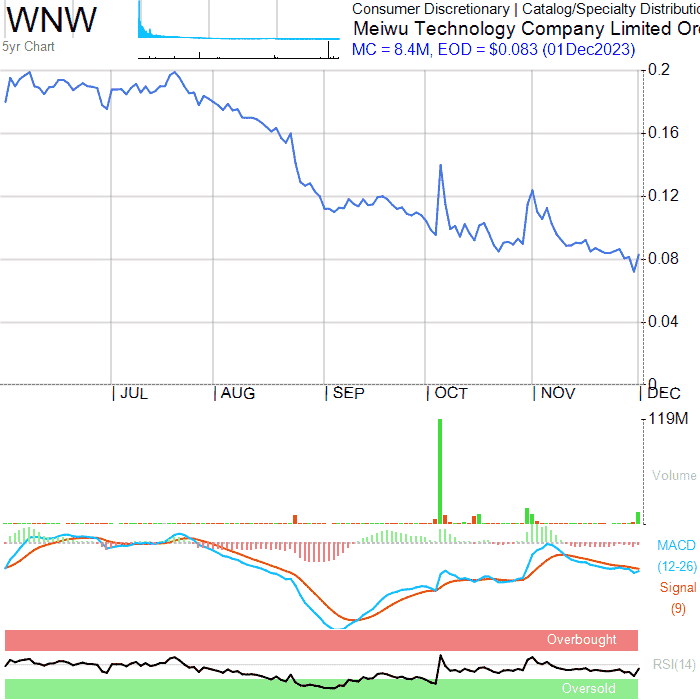 WNW
Consumer Discretionary | Catalog/Specialty Distributio
Meiwu Technology Company Limited Or
5yr Chart
MC = 8.4M, EOD = $0.083 (01Dec2023)
0.2
0.16
0.12
0.08
0.04
0
JUL
AUG
SEP
OCT
NOV
DEC
119M
Volume
MACD
(12-26)
Signal
(9)
Overbought
RSI(14)
Oversold